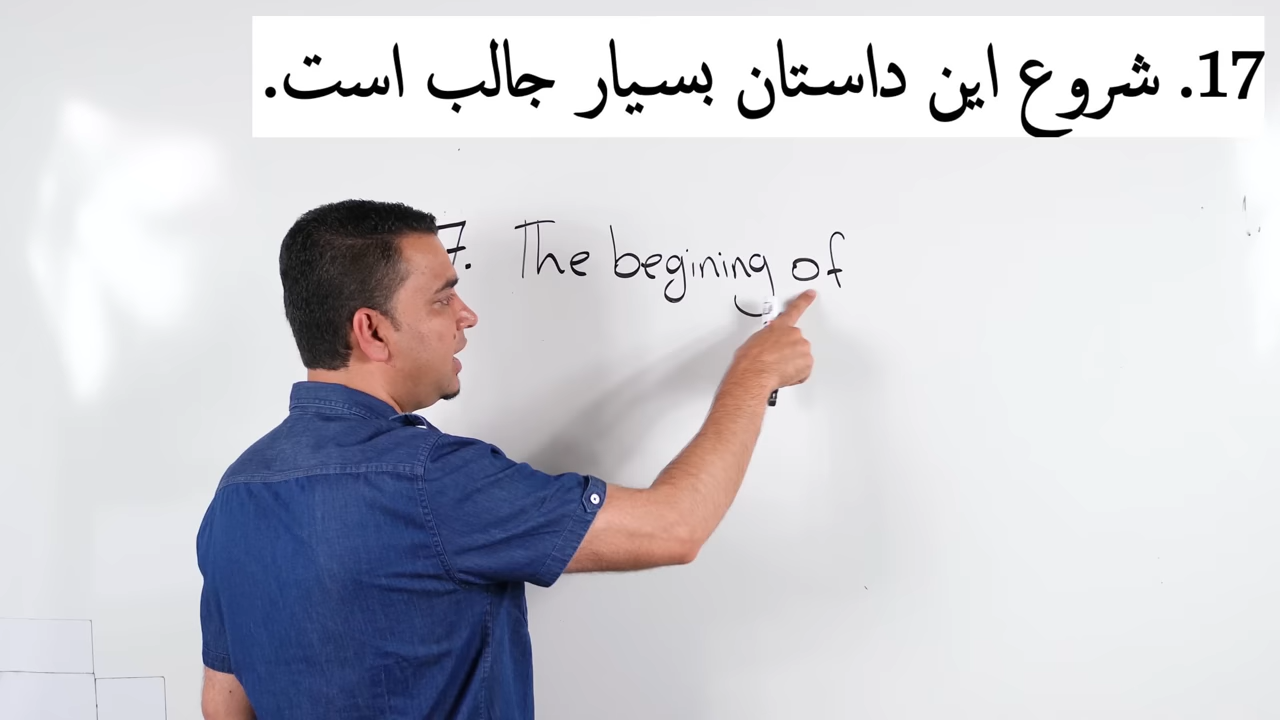 17. شروع این داستان بسیار جالب است.
7. The begining of